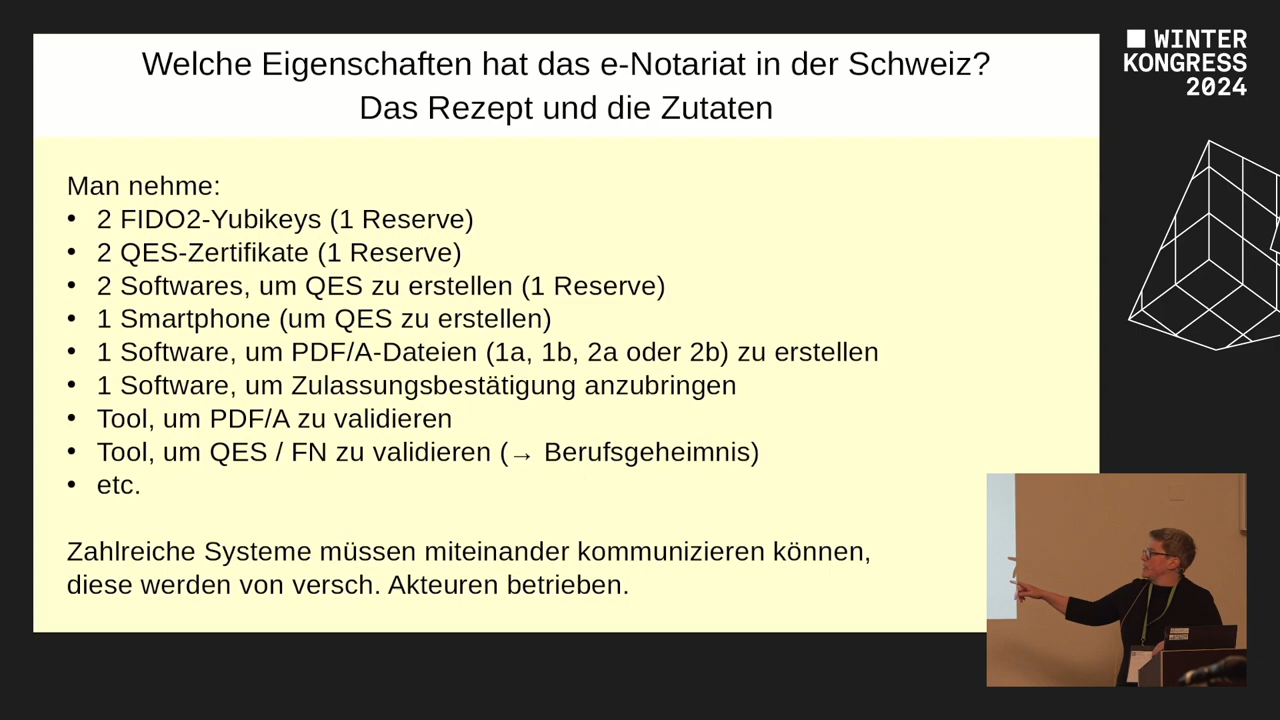 Welche Eigenschaften hat das e-Notariat in der Schweiz?
Das Rezept und die Zutaten
WINTER
KONGRESS
2024
Man nehme:
• 2 FIDO2-Yubikeys (1 Reserve)
• 2 QES-Zertifikate (1 Reserve)
• 2 Softwares, um QES zu erstellen (1 Reserve)
• 1 Smartphone (um QES zu erstellen)
• 1 Software, um PDF/A-Dateien (1a, 1b, 2a oder 2b) zu erstellen
• 1 Software, um Zulassungsbestätigung anzubringen
• Tool, um PDF/A zu validieren
• Tool, um QES / FN zu validieren (→ Berufsgeheimnis)
• etc.
Zahlreiche Systeme müssen miteinander kommunizieren können,
diese werden von versch. Akteuren betrieben.